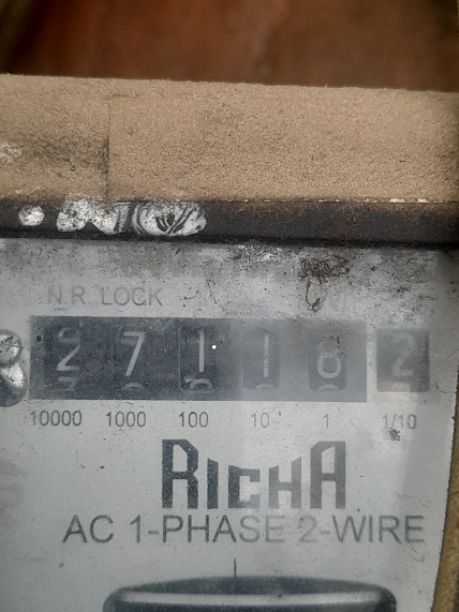 N.R. LOCK
2 7 1 1 8 2
10000 1000 100 10 1 1/10
RICHA
AC 1-PHASE 2-WIRE